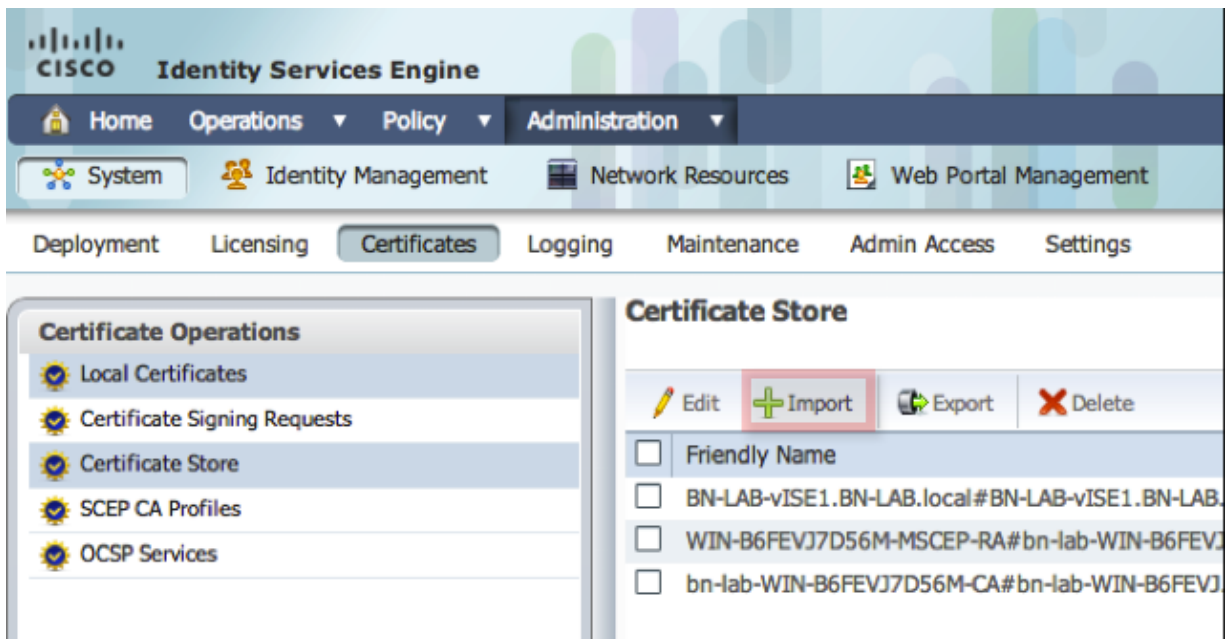 CISCO Identity Services Engine
Home Operations Policy Administration
System Identity Management Network Resources Web Portal Management
Deployment Licensing Certificates Logging Maintenance Admin Access Settings
Certificate Operations
Local Certificates
Certificate Signing Requests
Certificate Store
SCEP CA Profiles
OCSP Services
Certificate Store
Edit Import Export Delete
Friendly Name
BN-LAB-vISE1.BN-LAB.local#BN-LAB-vISE1.BN-LAB.
WIN-B6FEVJ7D56M-MSCEP-RA#bn-lab-WIN-B6FEVJ
bn-lab-WIN-B6FEVJ7D56M-CA#bn-lab-WIN-B6FEVJ